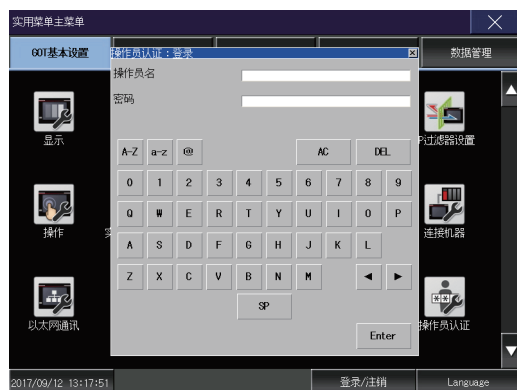 实用菜单主菜单
GOT基本设置
数据管理
操作员认证:登录
操作员名
密码
显示
P过滤器设置
A-Z a-z @ AC DEL
0 1 2 3 4 5 6 7 8 9
Q W E R T Y U I O P
操作
实
连接机器
A S D F G H J K L
Z X C V B N M ◄ ►
SP
Enter
以太网通讯
操作员认证
2017/09/12 13:17:51
登录/注销
Language